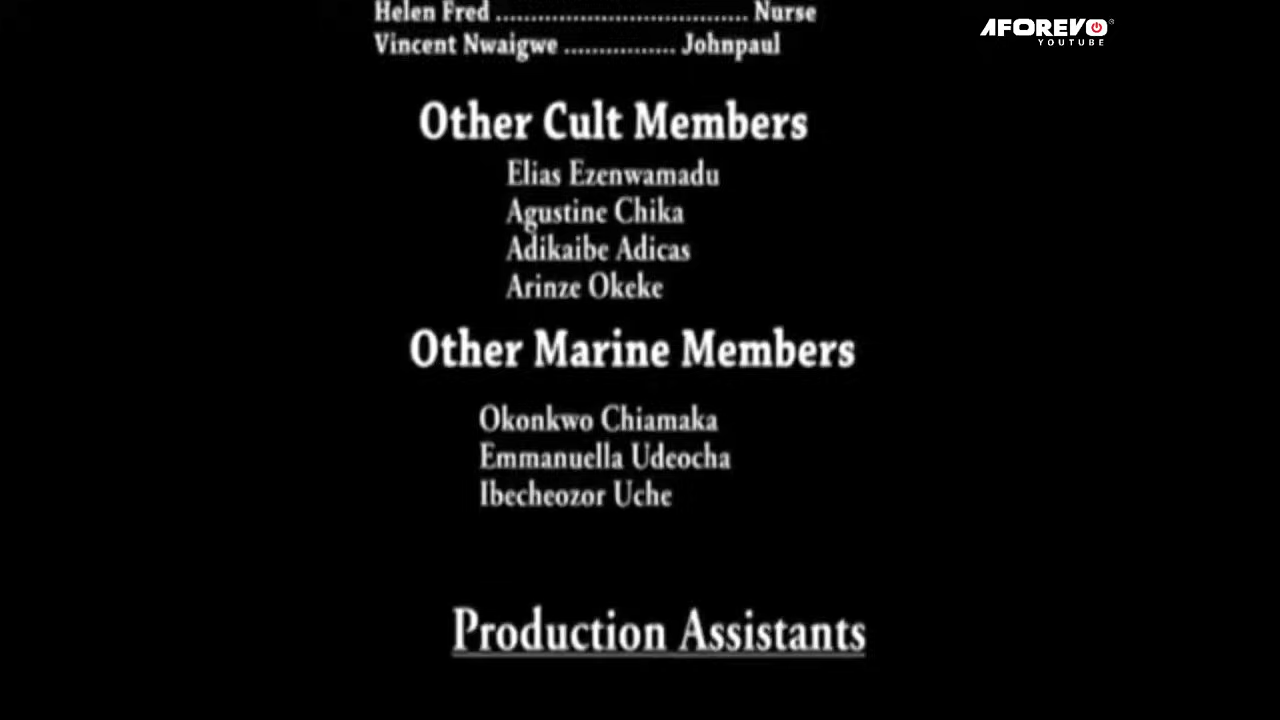 Helen Fred .................................... Nurse
Vincent Nwaigwe ................ Johnpaul
AFOREVO
YOUTUBE
Other Cult Members
Elias Ezenwamadu
Agustine Chika
Adikaibe Adicas
Arinze Okeke
Other Marine Members
Okonkwo Chiamaka
Emmanuella Udeocha
Ibecheozor Uche
Production Assistants